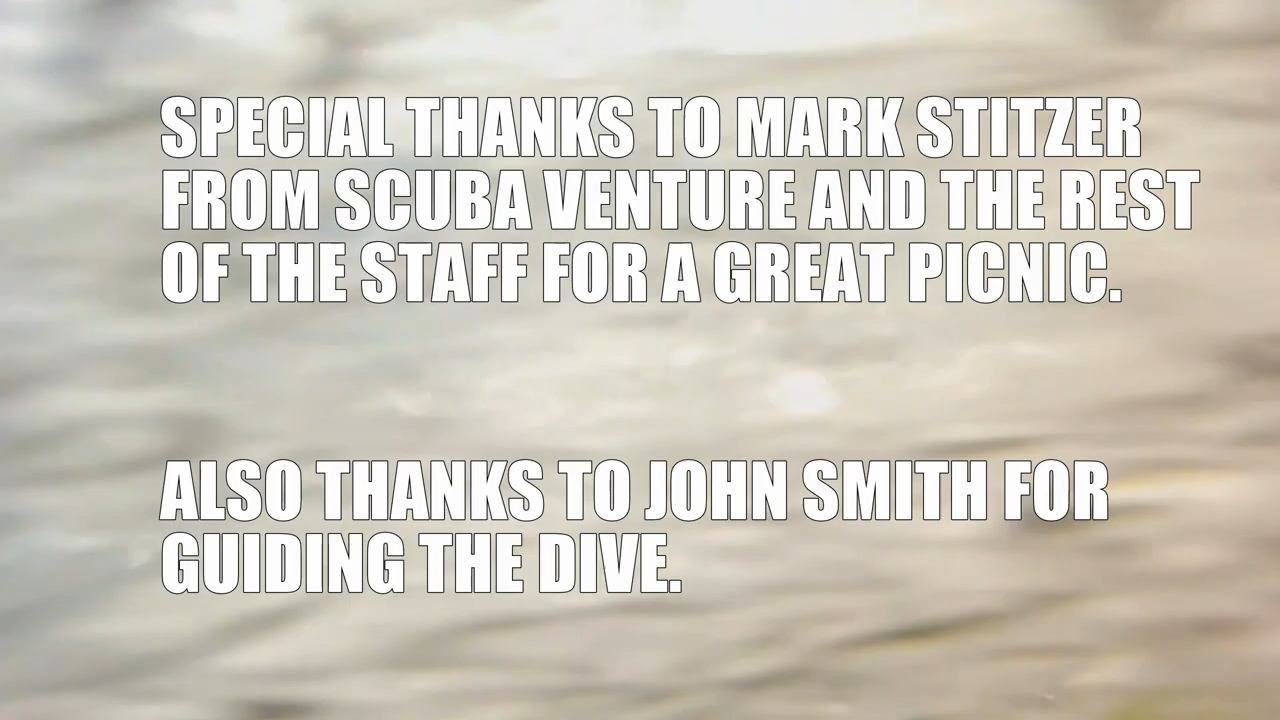 SPECIAL THANKS TO MARK STITZER
FROM SCUBA VENTURE AND THE REST
OF THE STAFF FOR A GREAT PICNIC.
ALSO THANKS TO JOHN SMITH FOR
GUIDING THE DIVE.